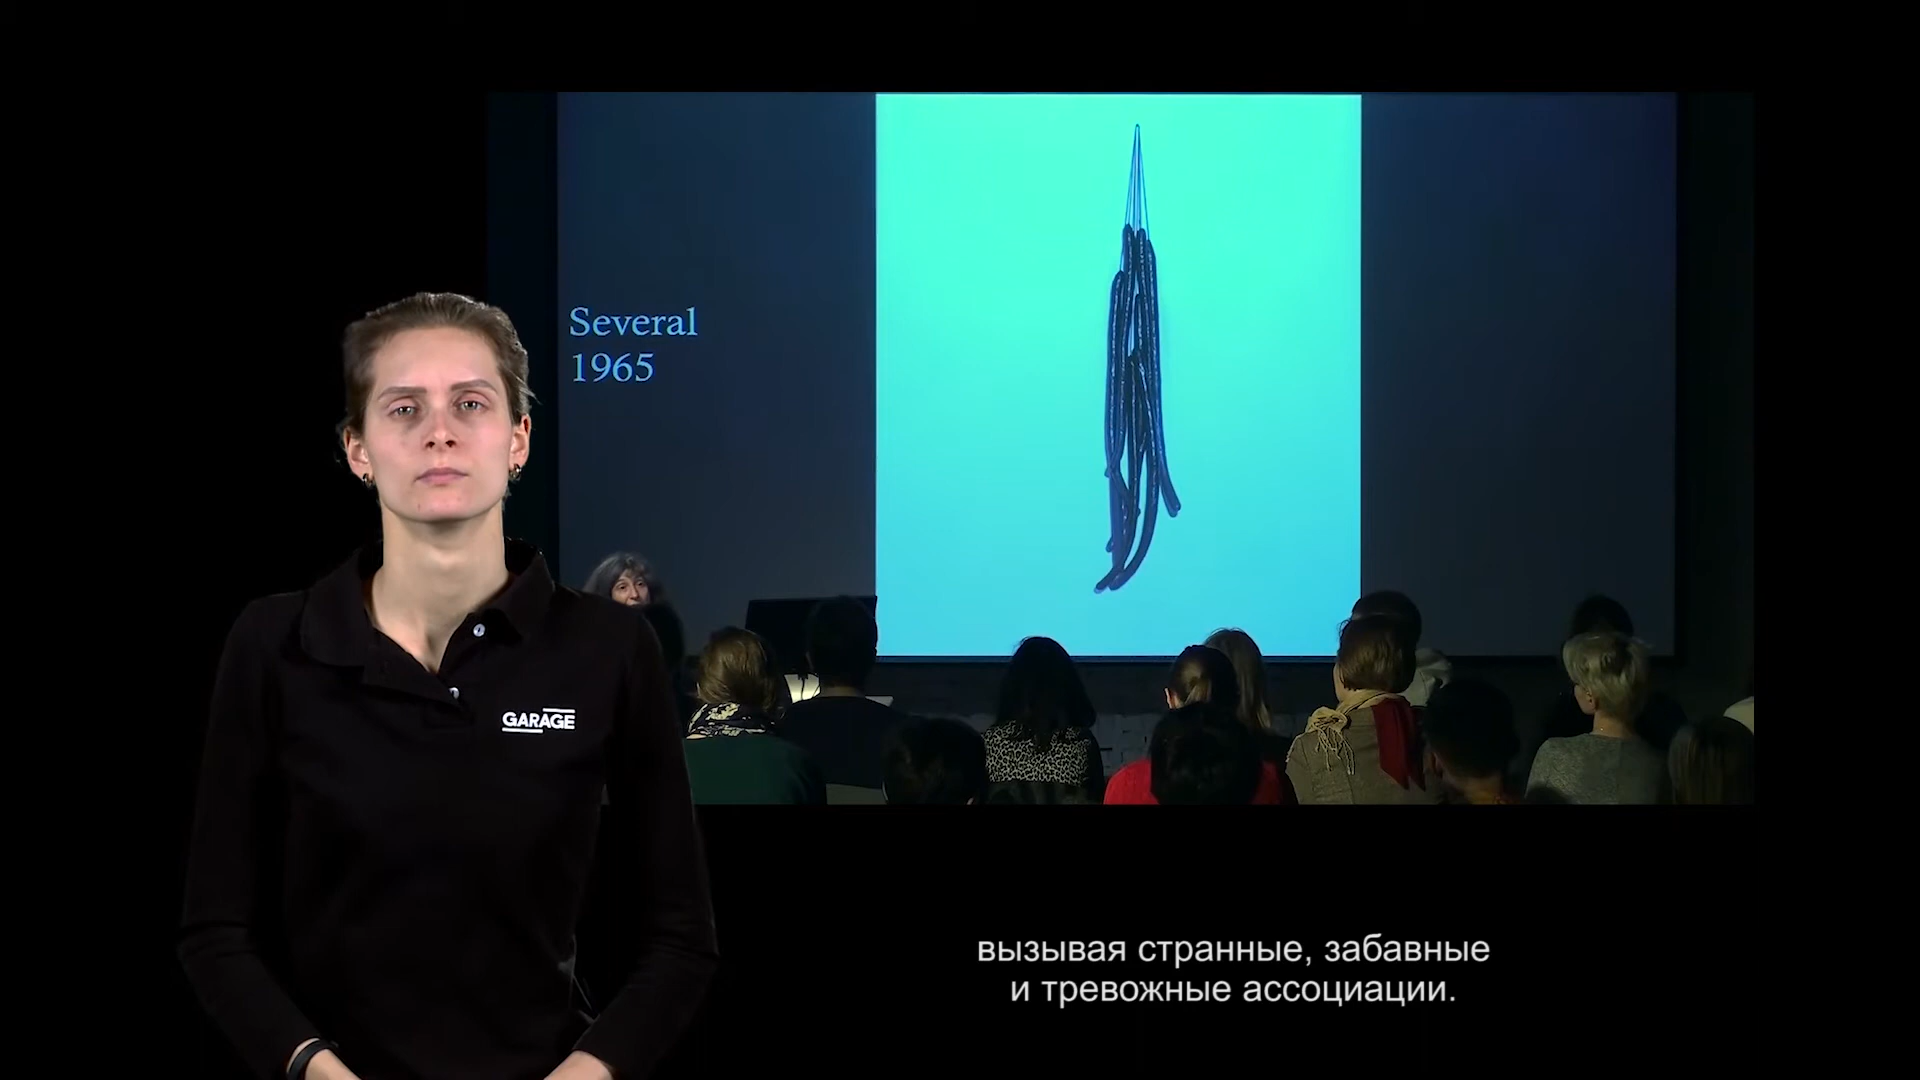 Several
1965
GARAGE
вызывая странные, забавные
и тревожные ассоциации.